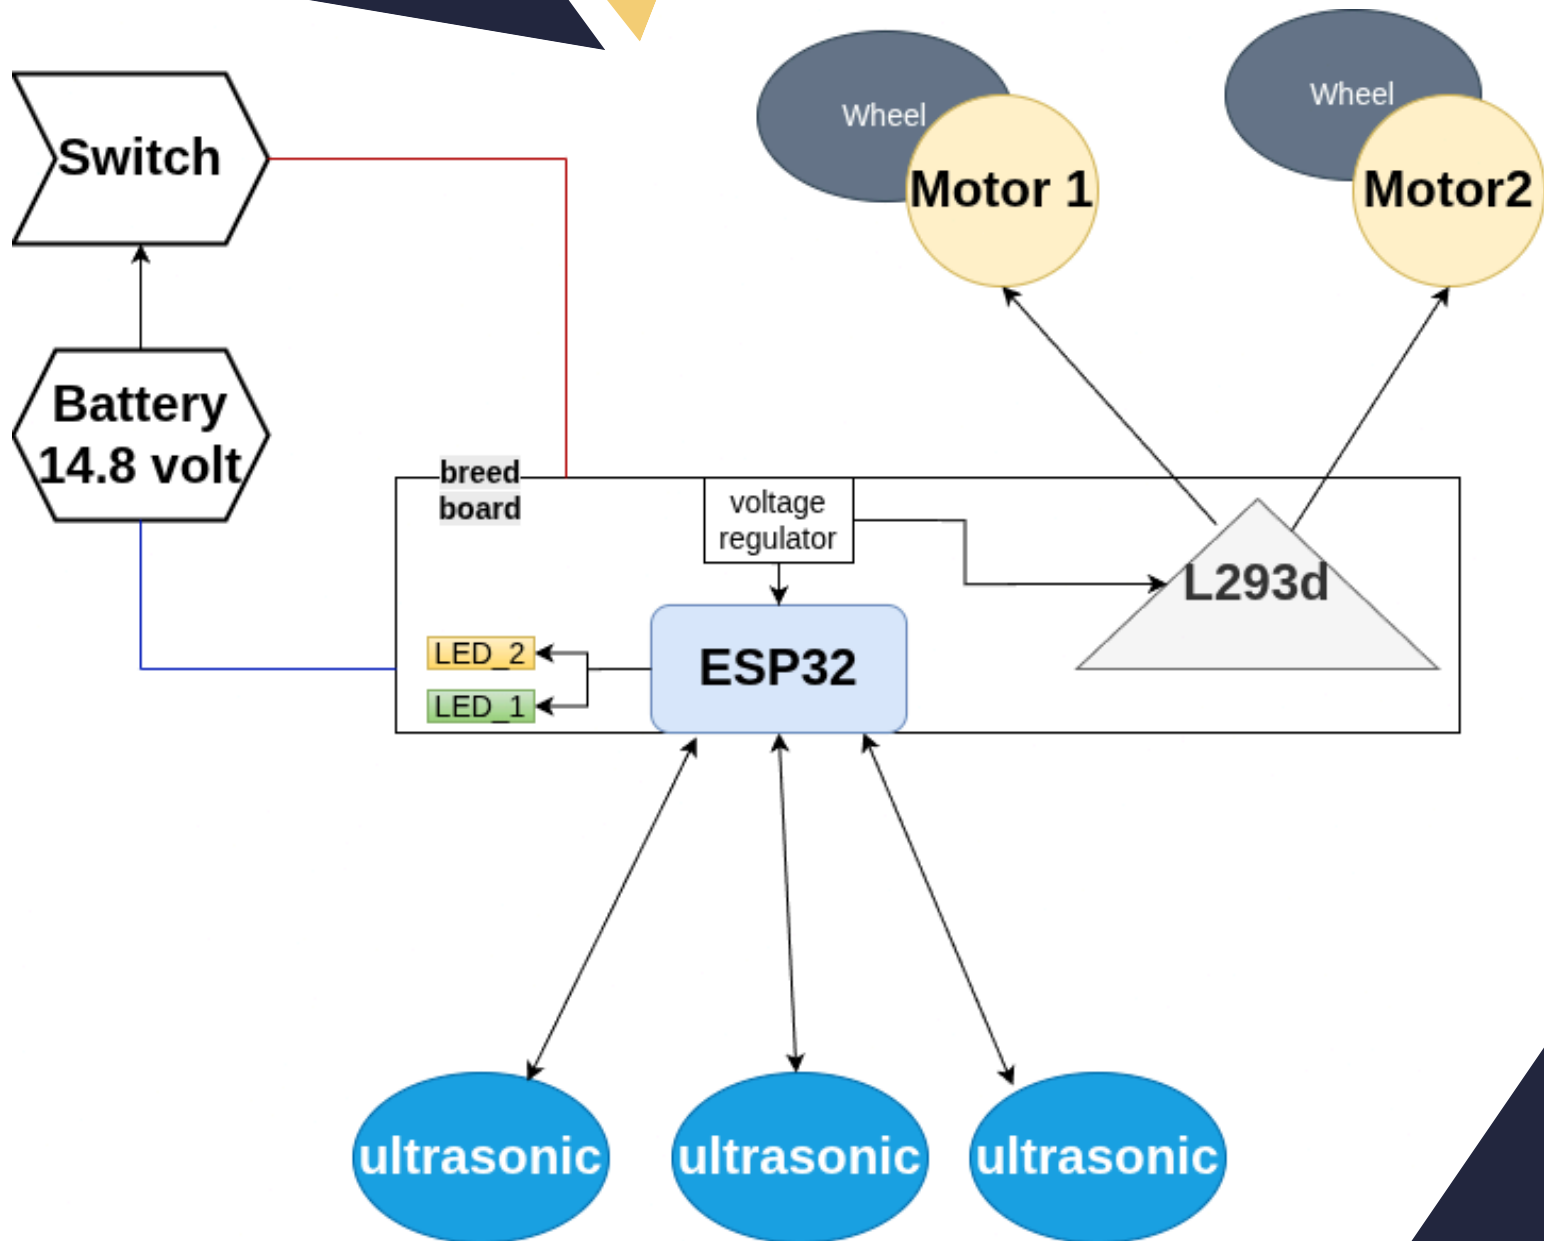 Wheel
Wheel
Switch
Motor 1
Motor2
Battery
14.8 volt
breed
board
voltage
regulator
L293d
LED_2
ESP32
LED_1
ultrasonic
ultrasonic
ultrasonic